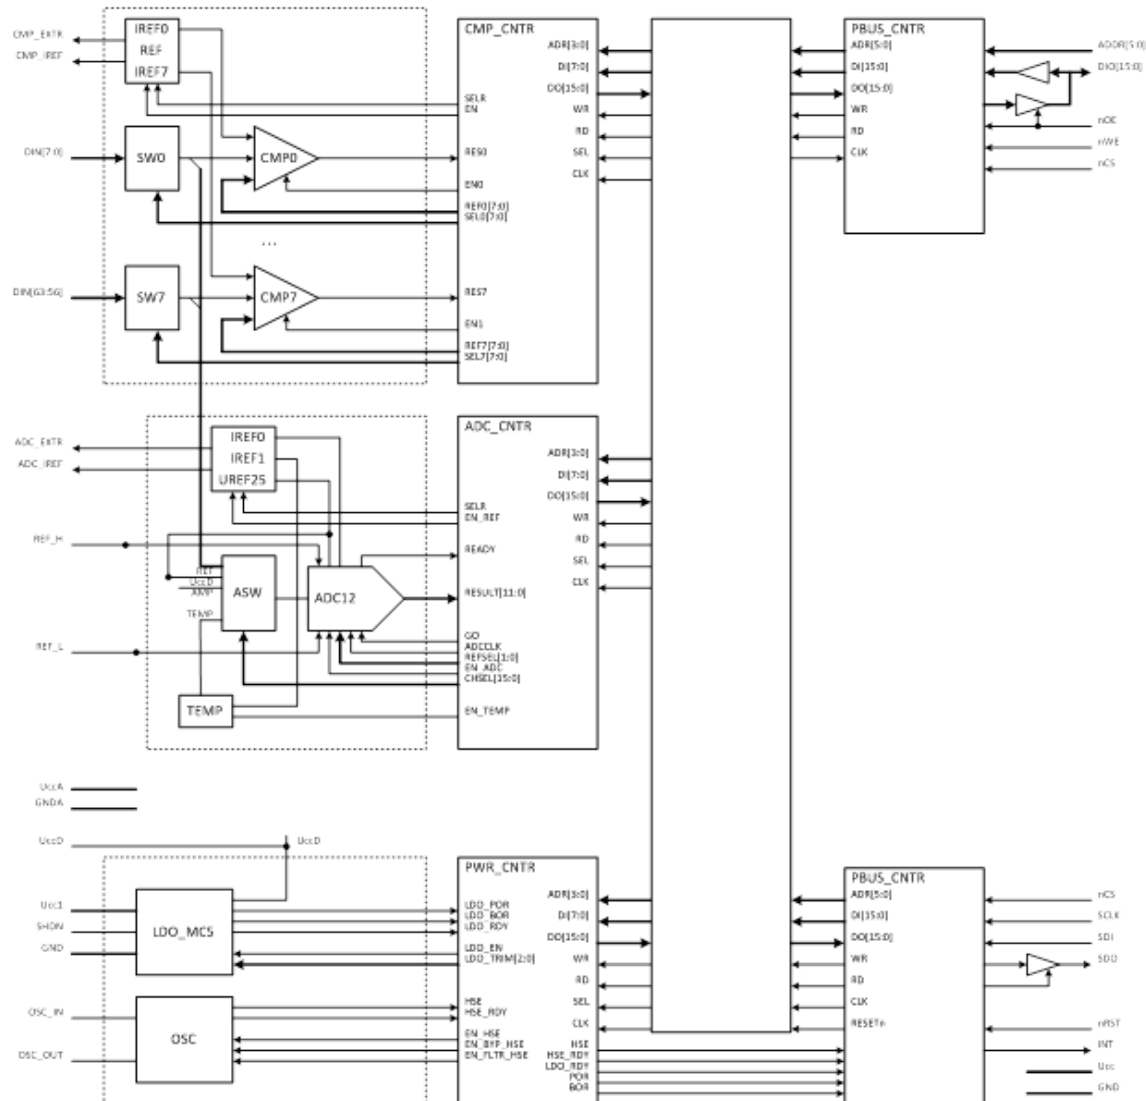 CMP_EXTR
CMP_IREF
IREF0
REF
IREF7
DIN[7:0]
SW0
CMP0
...
DIN[63:56]
SW7
CMP7
CMP_CNTR
ADR[3:0]
DI[7:0]
DO[15:0]
SELR
EN
WR
RD
RES0
SEL
CLK
EN0
REF0[7:0]
SEL0[7:0]
RES7
EN1
REF7[7:0]
SEL7[7:0]
PBUS_CNTR
ADR[5:0]
DI[15:0]
DO[15:0]
WR
RD
CLK
ADDR[5:0]
DIO[15:0]
nOE
nWE
nCS
ADC_EXTR
ADC_IREF
IREF0
IREF1
UREF25
REF_H
REF
UccD
AMP
TEMP
ASW
ADC12
REF_L
TEMP
ADC_CNTR
ADR[3:0]
DI[7:0]
DO[15:0]
SELR
EN_REF
WR
RD
READY
SEL
CLK
RESULT[11:0]
GO
ADCCLK
REFSEL[1:0]
EN_ADC
CHSEL[15:0]
EN_TEMP
UccA
GNDA
UccD
UccD
Ucc1
SHDN
GND
LDO_MC5
OSC_IN
OSC_OUT
OSC
PWR_CNTR
ADR[3:0]
LDO_POR
DI[7:0]
LDO_BOR
LDO_RDY
DO[15:0]
LDO_EN
LDO_TRIM[2:0]
WR
RD
HSE
SEL
HSE_RDY
CLK
EN_HSE
EN_BYP_HSE
EN_FLTR_HSE
HSE
HSE_RDY
LDO_RDY
POR
BOR
PBUS_CNTR
ADR[5:0]
DI[15:0]
DO[15:0]
WR
RD
CLK
RESETn
nCS
SCLK
SDI
SDO
nRST
INT
Ucc
GND